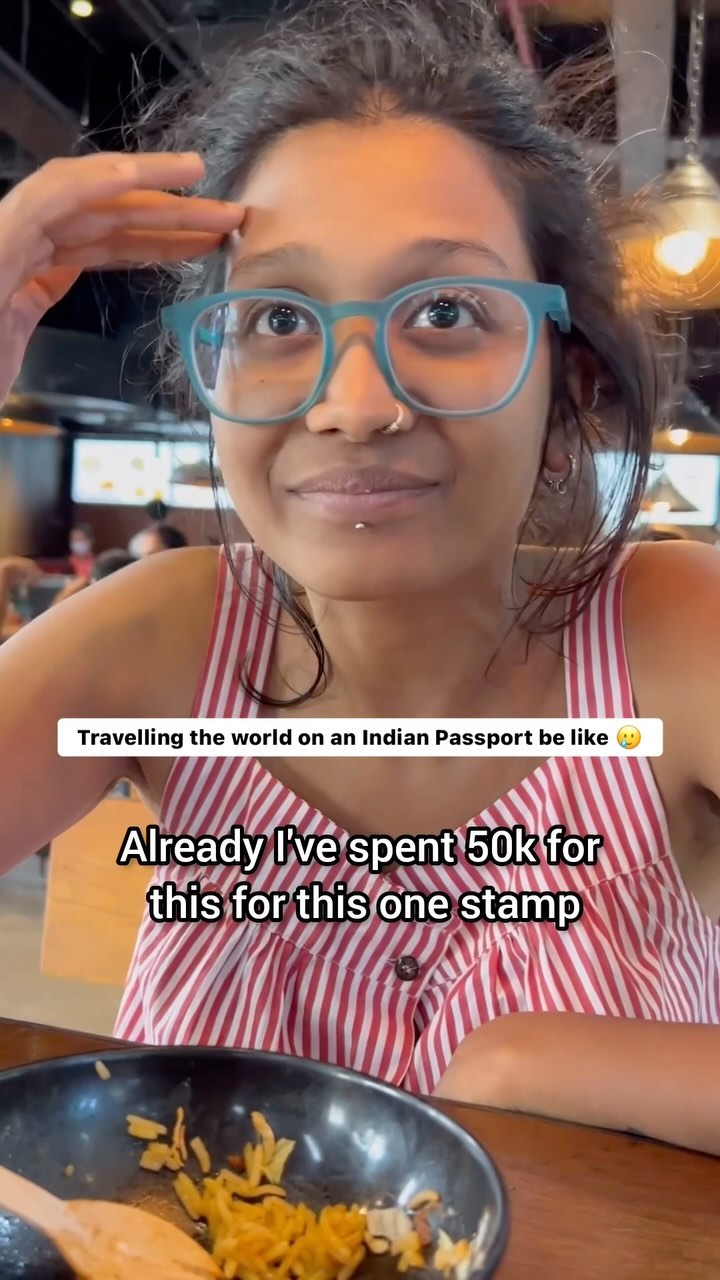 Travelling the world on an Indian Passport be like 🥲
Already I've spent 50k for
this for this one stamp